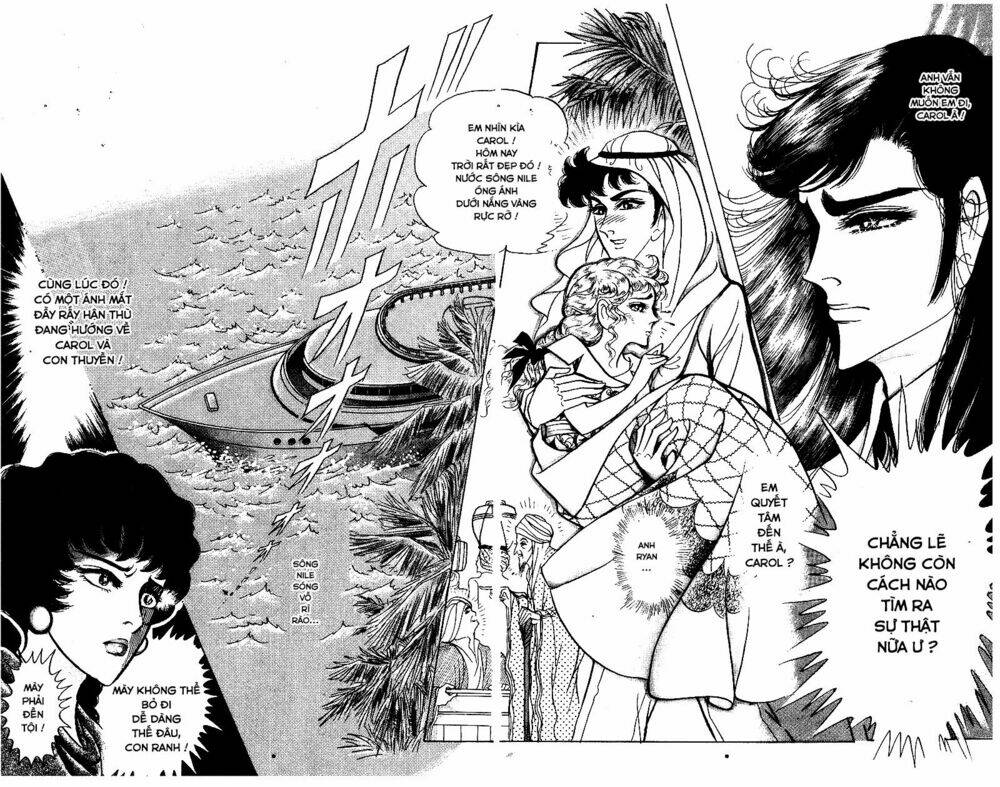 ANH VẪN
KHÔNG
MUỐN EM ĐI,
CAROL Ạ!
CHẲNG LẼ
KHÔNG CÒN
CÁCH NÀO
TÌM RA
SỰ THẬT
NỮA Ư ?
EM
QUYẾT
TÂM
ĐẾN
THẾ À,
CAROL ?
ANH
RYAN
...
EM NHÌN KÌA
CAROL !
HÔM NAY
TRỜI RẤT ĐẸP ĐÓ !
NƯỚC SÔNG NILE
ÓNG ÁNH
DƯỚI NẮNG VÀNG
RỰC RỠ !
SÔNG
NILE
SÓNG
VỖ
RÌ
RÀO...
CÙNG LÚC ĐÓ !
CÓ MỘT ÁNH MẮT
ĐẦY RẪY HẬN THÙ
ĐANG HƯỚNG VỀ
CAROL VÀ
CON THUYỀN !
MÀY KHÔNG THỂ
BỎ ĐI
DỄ DÀNG
THẾ ĐÂU,
CON RANH !
MÀY
PHẢI
ĐỀN
TỘI !